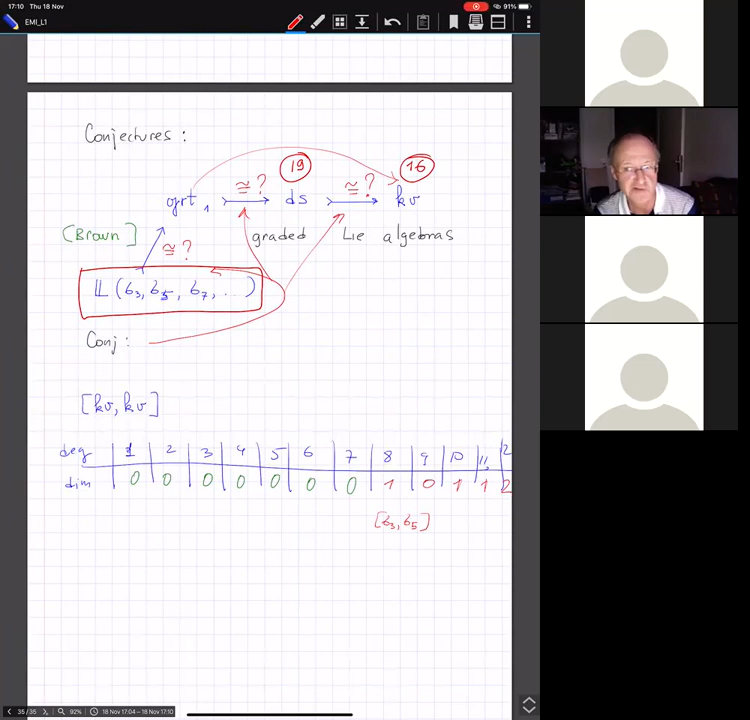 17:10 Thu 18 Nov
91%
EMI_L1
Conjectures :
19
16
≅ ? ≅ ?
grt 1 ds kv
[Brown] graded Lie algebras
≅ ?
𝕃 (σ3, σ5, σ7, ...)
Conj :
[kv, kv]
deg 1 2 3 4 5 6 7 8 9 10 11
dim 0 0 0 0 0 0 0 1 0 1 1 2
[σ3, σ5]
35/35 92% 18 Nov 17.04 – 18 Nov 17.10